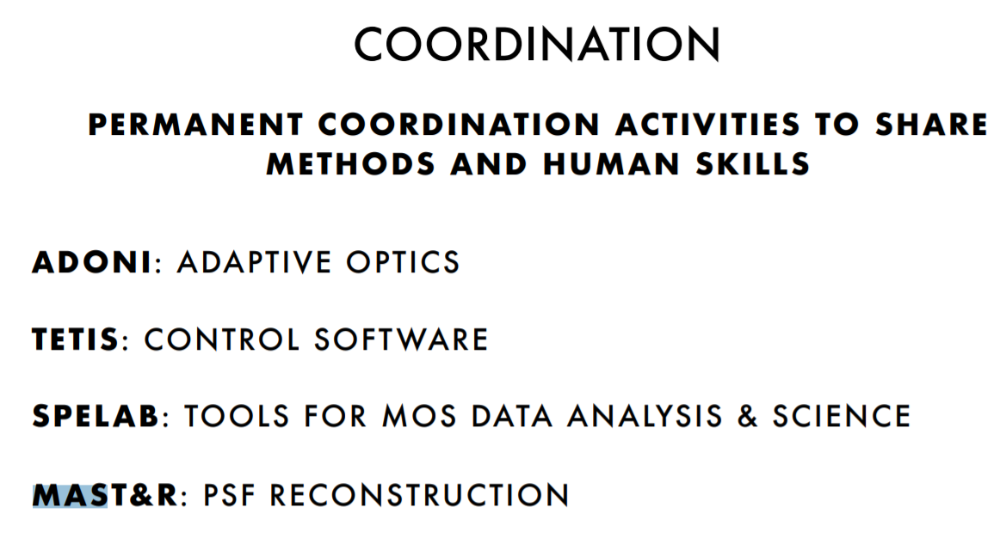 COORDINATION
PERMANENT COORDINATION ACTIVITIES TO SHARE
METHODS AND HUMAN SKILLS
ADONI: ADAPTIVE OPTICS
TETIS: CONTROL SOFTWARE
SPELAB: TOOLS FOR MOS DATA ANALYSIS & SCIENCE
MAST&R: PSF RECONSTRUCTION